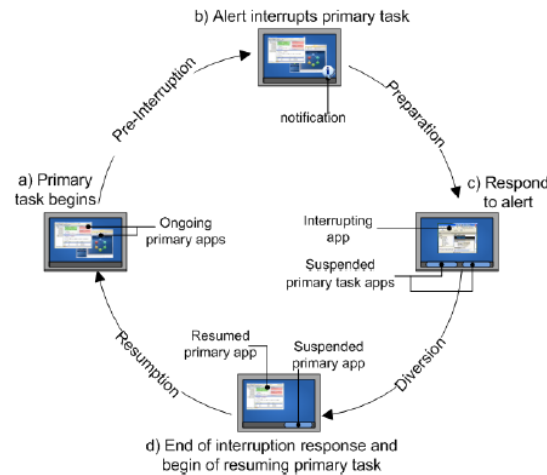 b) Alert interrupts primary task
notification
Pre-Interruption
Preparation
a) Primary
task begins
Ongoing
primary apps
c) Respond
to alert
Interrupting
app
Suspended
primary task apps
Resumed
primary app
Suspended
primary app
Resumption
Diversion
d) End of interruption response and
begin of resuming primary task